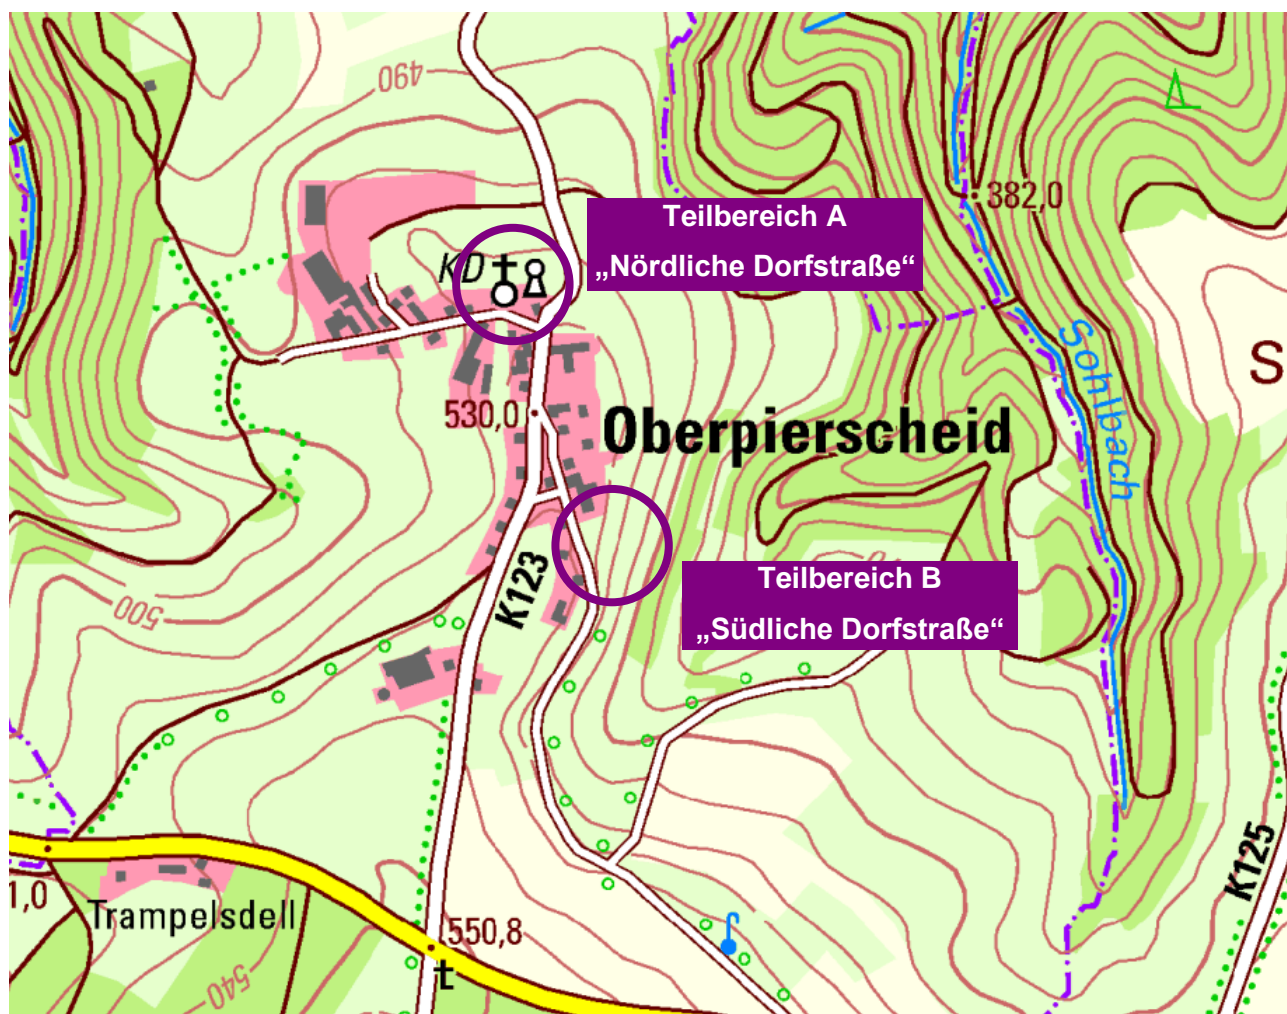 490
382,0
Teilbereich A
„Nördliche Dorfstraße“
KD
Sohlbach
S
530,0
Oberpierscheid
K123
500
Teilbereich B
„Südliche Dorfstraße“
K125
1,0
Trampelsdell
550,8
540